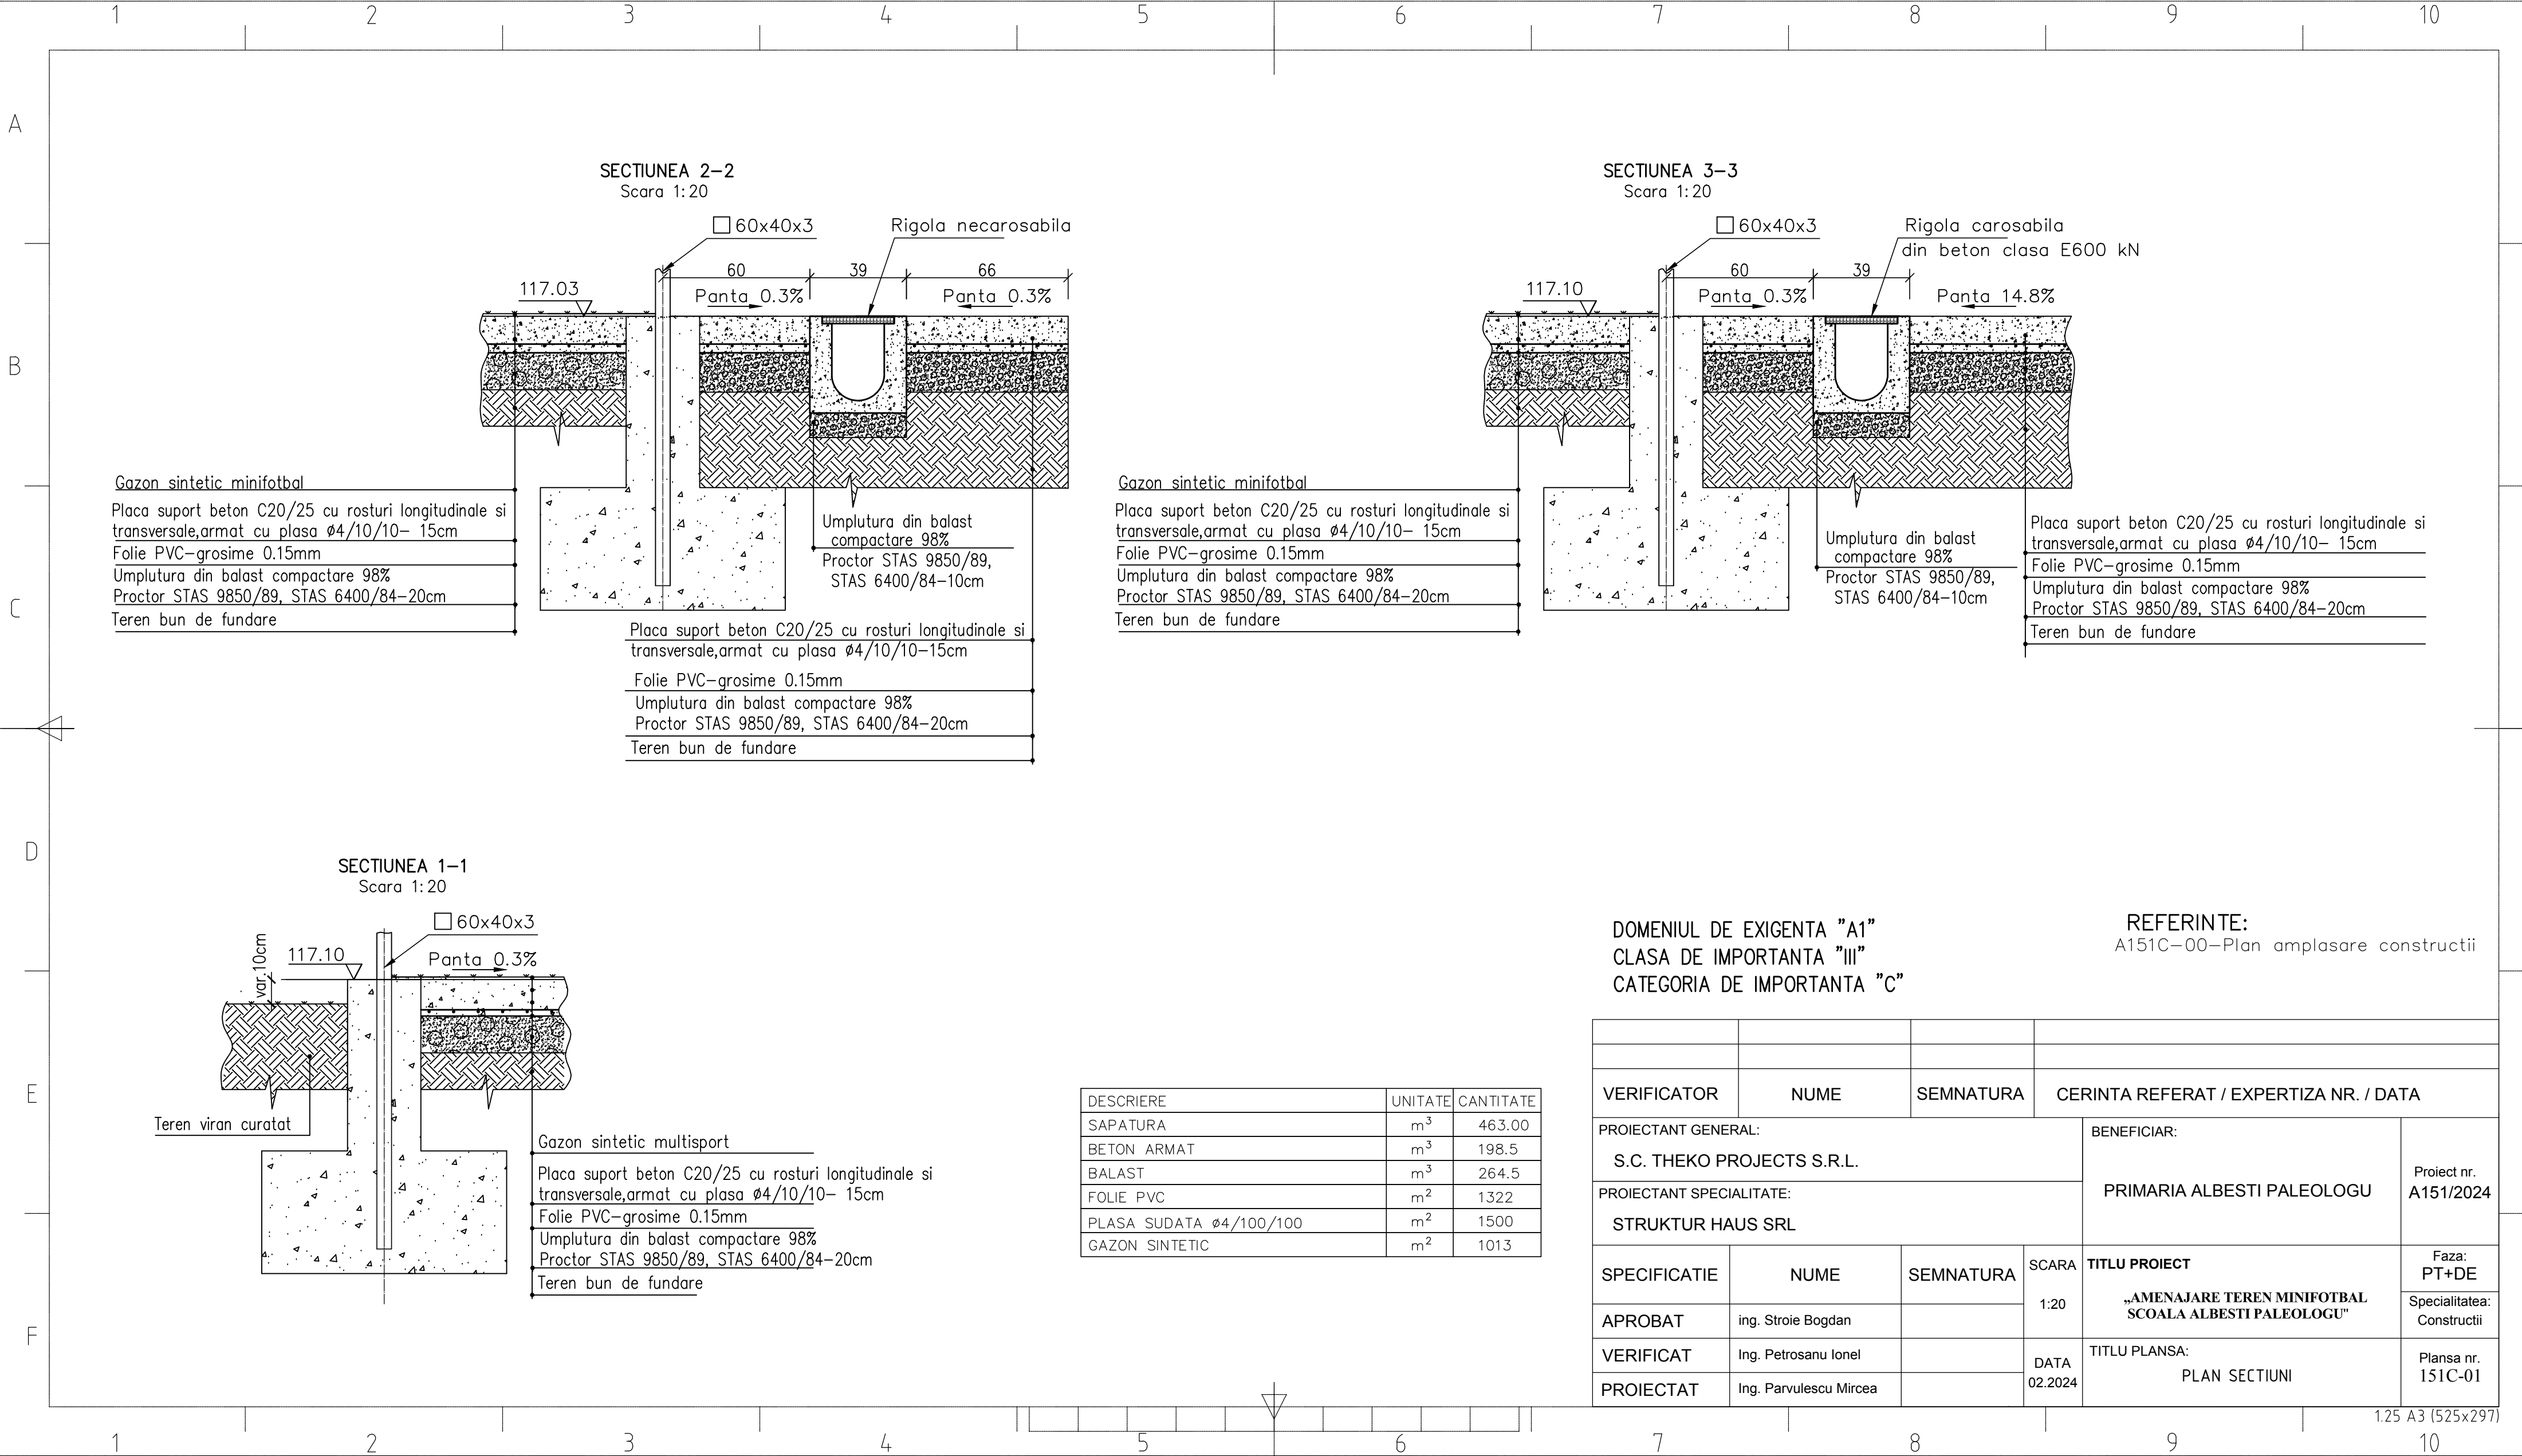 1 2 3 4 5 6 7 8 9 10
A
B
C
D
E
F
SECTIUNEA 2-2
Scara 1:20
60x40x3
Rigola necarosabila
60 39 66
117.03
Panta 0.3%
Panta 0.3%
Gazon sintetic minifotbal
Placa suport beton C20/25 cu rosturi longitudinale si
transversale,armat cu plasa ø4/10/10- 15cm
Folie PVC-grosime 0.15mm
Umplutura din balast compactare 98%
Proctor STAS 9850/89, STAS 6400/84-20cm
Teren bun de fundare
Umplutura din balast
compactare 98%
Proctor STAS 9850/89,
STAS 6400/84-10cm
Placa suport beton C20/25 cu rosturi longitudinale si
transversale,armat cu plasa ø4/10/10-15cm
Folie PVC-grosime 0.15mm
Umplutura din balast compactare 98%
Proctor STAS 9850/89, STAS 6400/84-20cm
Teren bun de fundare
SECTIUNEA 3-3
Scara 1:20
60x40x3
Rigola carosabila
din beton clasa E600 kN
60 39
117.10
Panta 0.3%
Panta 14.8%
Gazon sintetic minifotbal
Placa suport beton C20/25 cu rosturi longitudinale si
transversale,armat cu plasa ø4/10/10- 15cm
Folie PVC-grosime 0.15mm
Umplutura din balast compactare 98%
Proctor STAS 9850/89, STAS 6400/84-20cm
Teren bun de fundare
Umplutura din balast
compactare 98%
Proctor STAS 9850/89,
STAS 6400/84-10cm
Placa suport beton C20/25 cu rosturi longitudinale si
transversale,armat cu plasa ø4/10/10- 15cm
Folie PVC-grosime 0.15mm
Umplutura din balast compactare 98%
Proctor STAS 9850/89, STAS 6400/84-20cm
Teren bun de fundare
SECTIUNEA 1-1
Scara 1:20
60x40x3
var.10cm
117.10
Panta 0.3%
Teren viran curatat
Gazon sintetic multisport
Placa suport beton C20/25 cu rosturi longitudinale si
transversale,armat cu plasa ø4/10/10- 15cm
Folie PVC-grosime 0.15mm
Umplutura din balast compactare 98%
Proctor STAS 9850/89, STAS 6400/84-20cm
Teren bun de fundare
DESCRIERE UNITATE CANTITATE
SAPATURA m³ 463.00
BETON ARMAT m³ 198.5
BALAST m³ 264.5
FOLIE PVC m² 1322
PLASA SUDATA ø4/100/100 m² 1500
GAZON SINTETIC m² 1013
DOMENIUL DE EXIGENTA "A1"
CLASA DE IMPORTANTA "III"
CATEGORIA DE IMPORTANTA "C"
REFERINTE:
A151C-00-Plan amplasare constructii
VERIFICATOR NUME SEMNATURA CERINTA REFERAT / EXPERTIZA NR. / DATA
PROIECTANT GENERAL:
S.C. THEKO PROJECTS S.R.L.
PROIECTANT SPECIALITATE:
STRUKTUR HAUS SRL
BENEFICIAR:
PRIMARIA ALBESTI PALEOLOGU
Proiect nr.
A151/2024
SPECIFICATIE NUME SEMNATURA
SCARA
1:20
TITLU PROIECT
„AMENAJARE TEREN MINIFOTBAL
SCOALA ALBESTI PALEOLOGU"
Faza:
PT+DE
Specialitatea:
Constructii
APROBAT ing. Stroie Bogdan
VERIFICAT Ing. Petrosanu Ionel
PROIECTAT Ing. Parvulescu Mircea
DATA
02.2024
TITLU PLANSA:
PLAN SECTIUNI
Plansa nr.
151C-01
1.25 A3 (525x297)
1 2 3 4 5 6 7 8 9 10